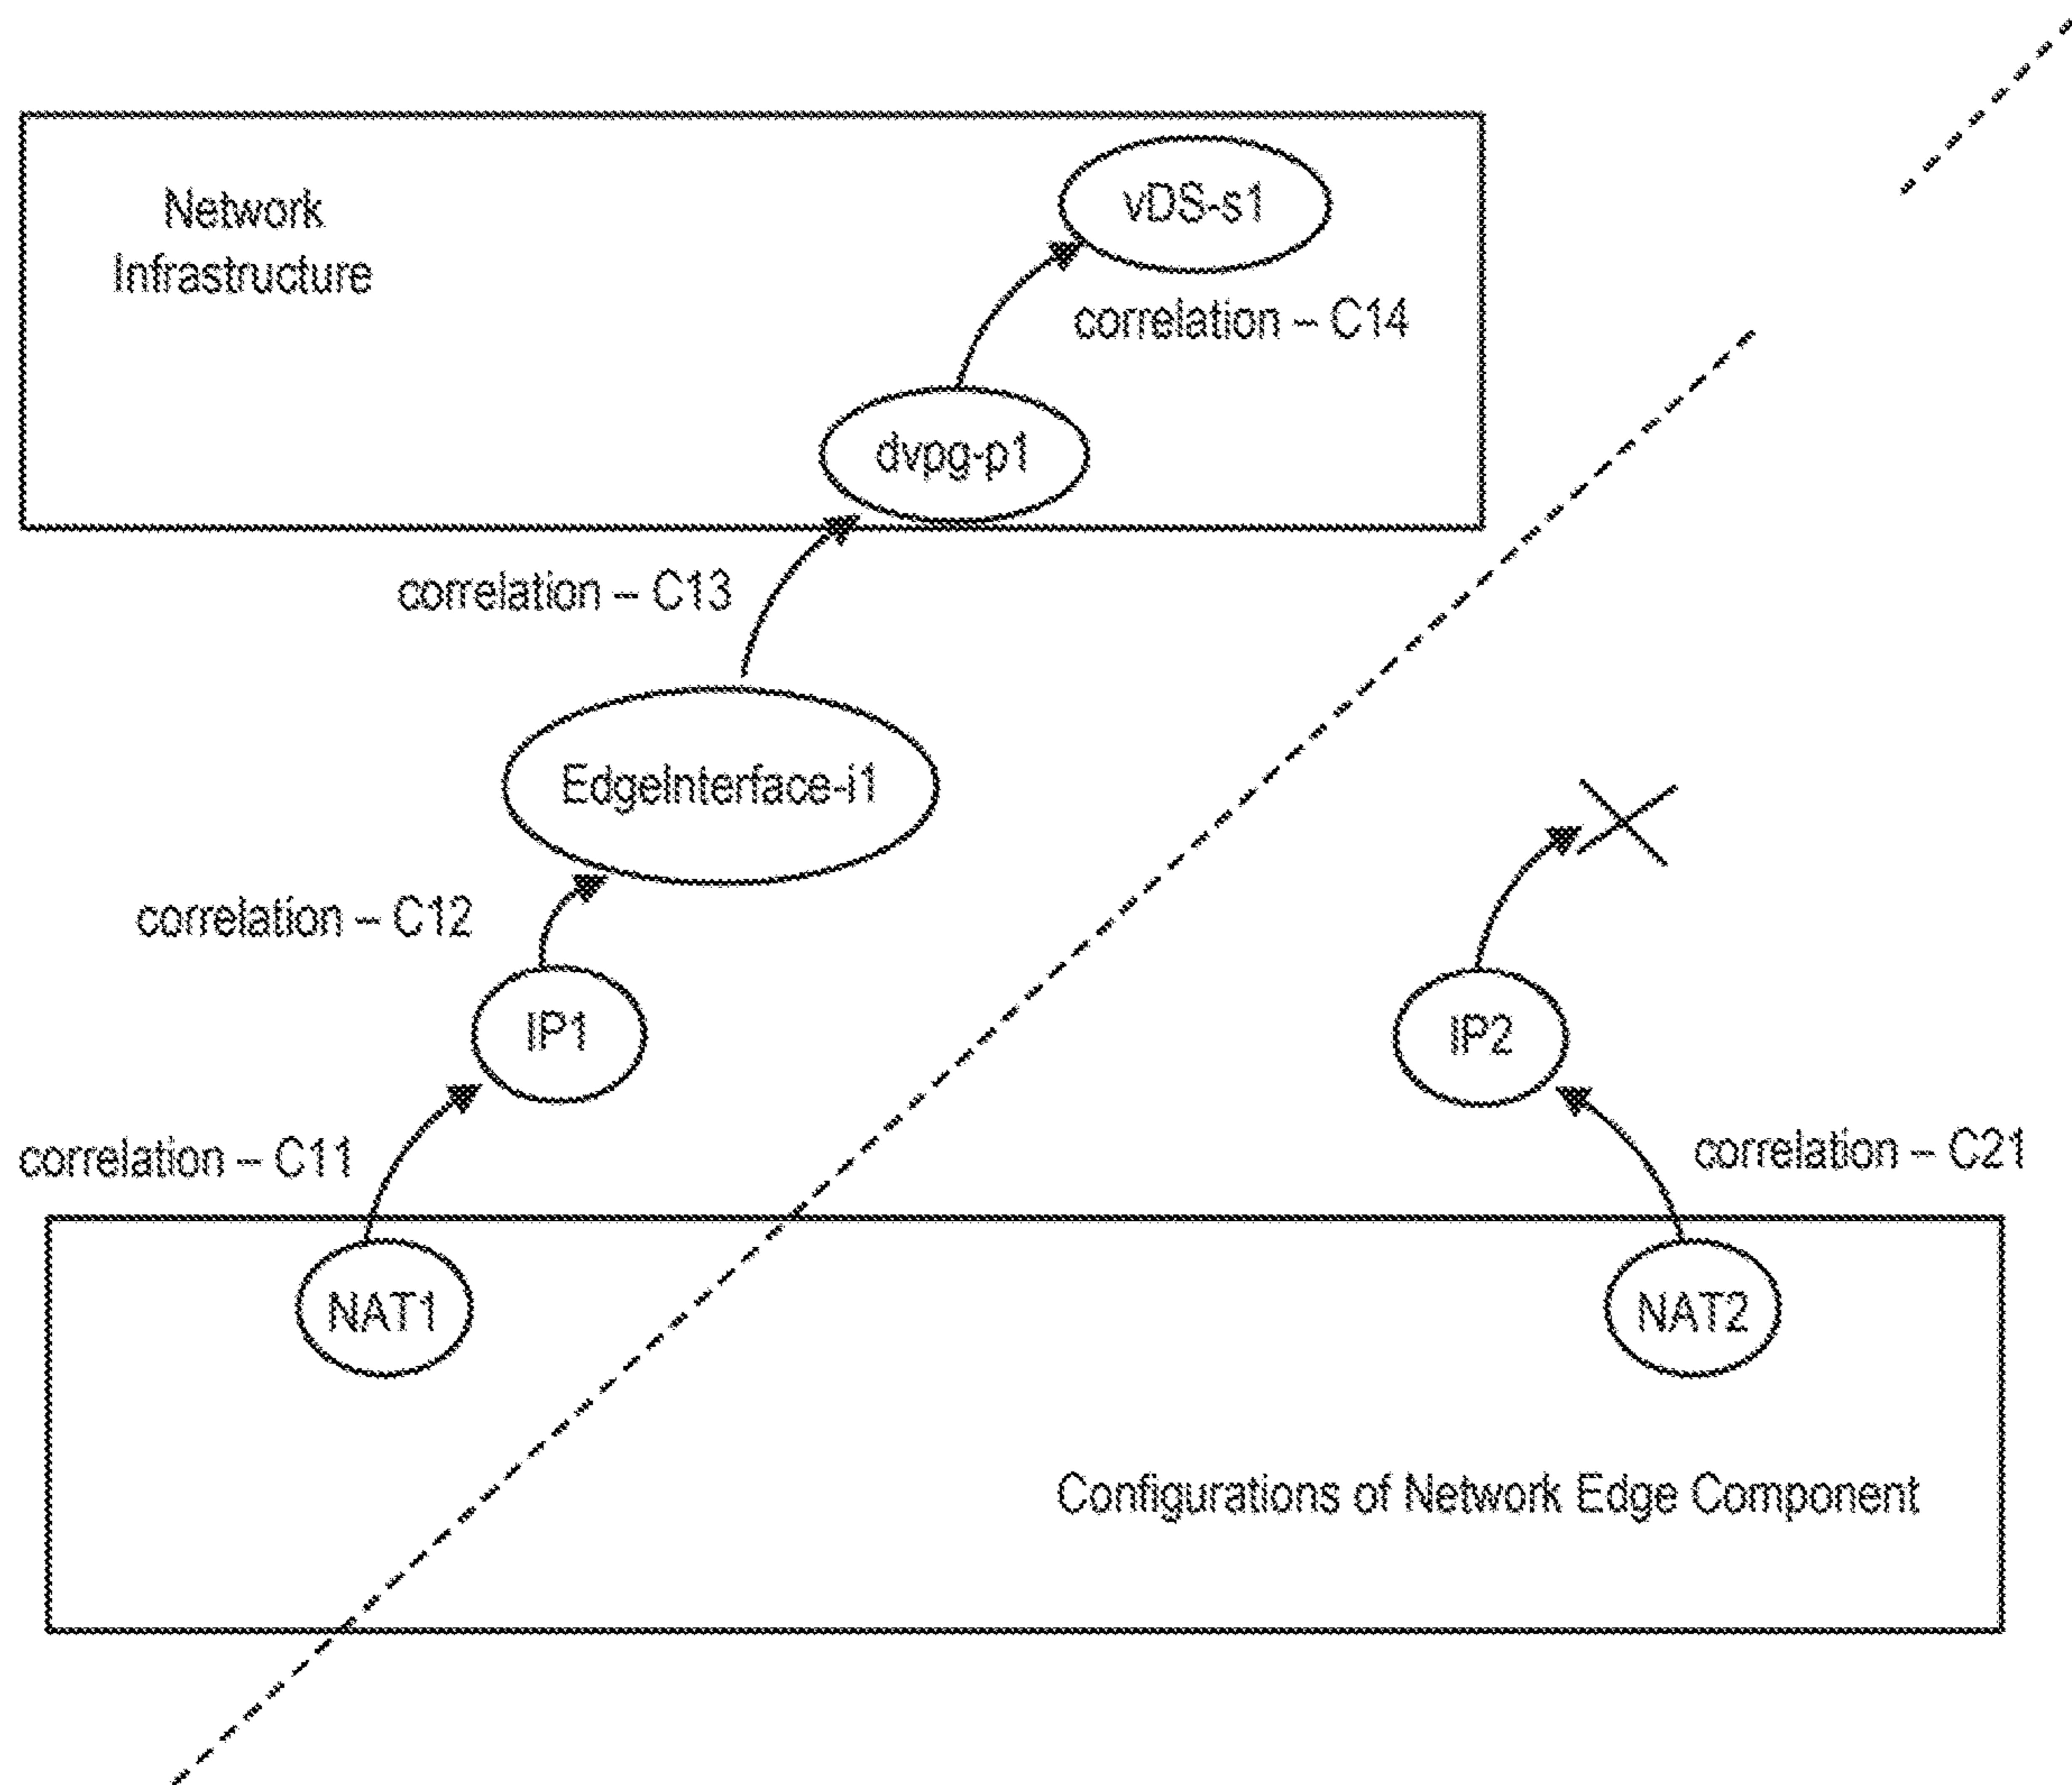 Network
Infrastructure
vDS-s1
correlation – C14
dvpg-p1
correlation – C13
EdgeInterface-i1
correlation – C12
IP1
IP2
correlation – C11
correlation – C21
NAT1
NAT2
Configurations of Network Edge Component